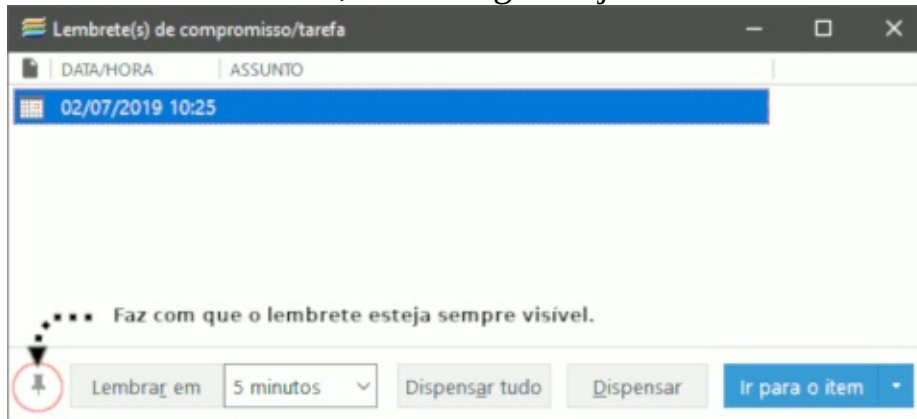 Lembrete(s) de compromisso/tarefa
DATA/HORA ASSUNTO
02/07/2019 10:25
Faz com que o lembrete esteja sempre visível.
Lembrar em 5 minutos Dispensar tudo Dispensar Ir para o item